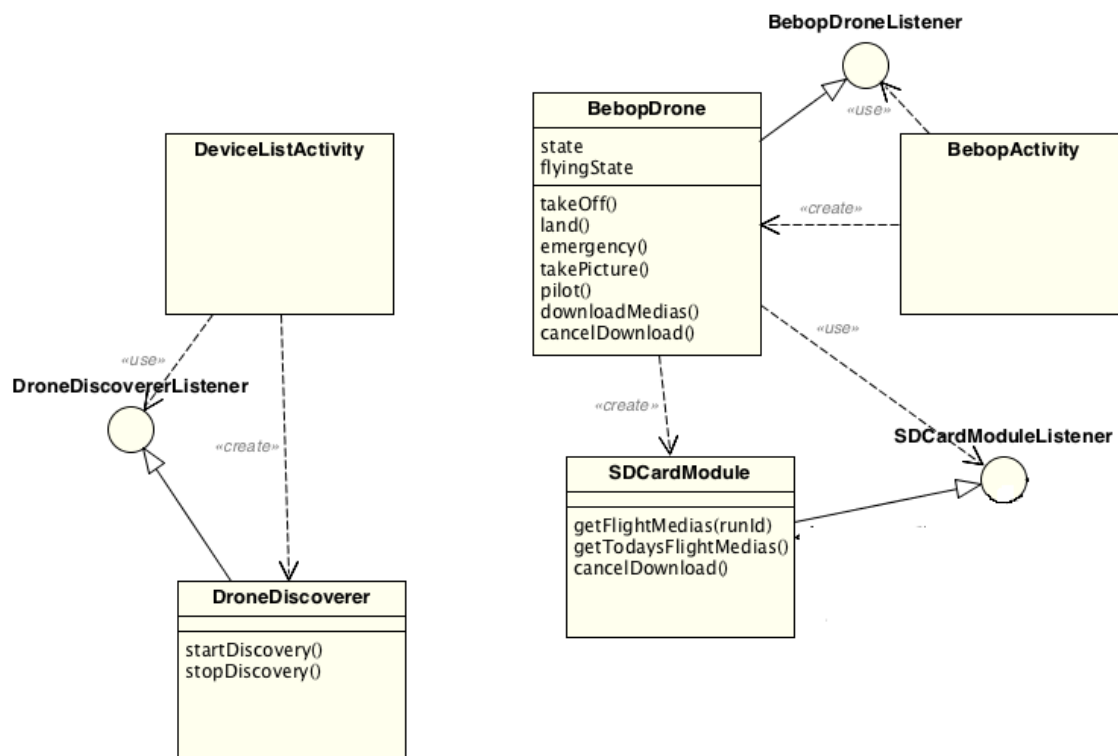 BebopDroneListener
BebopDrone
state
flyingState
takeOff()
land()
emergency()
takePicture()
pilot()
downloadMedias()
cancelDownload()
«use»
BebopActivity
«create»
DeviceListActivity
«use»
DroneDiscovererListener
«create»
«create»
«use»
SDCardModuleListener
SDCardModule
getFlightMedias(runId)
getTodaysFlightMedias()
cancelDownload()
DroneDiscoverer
startDiscovery()
stopDiscovery()